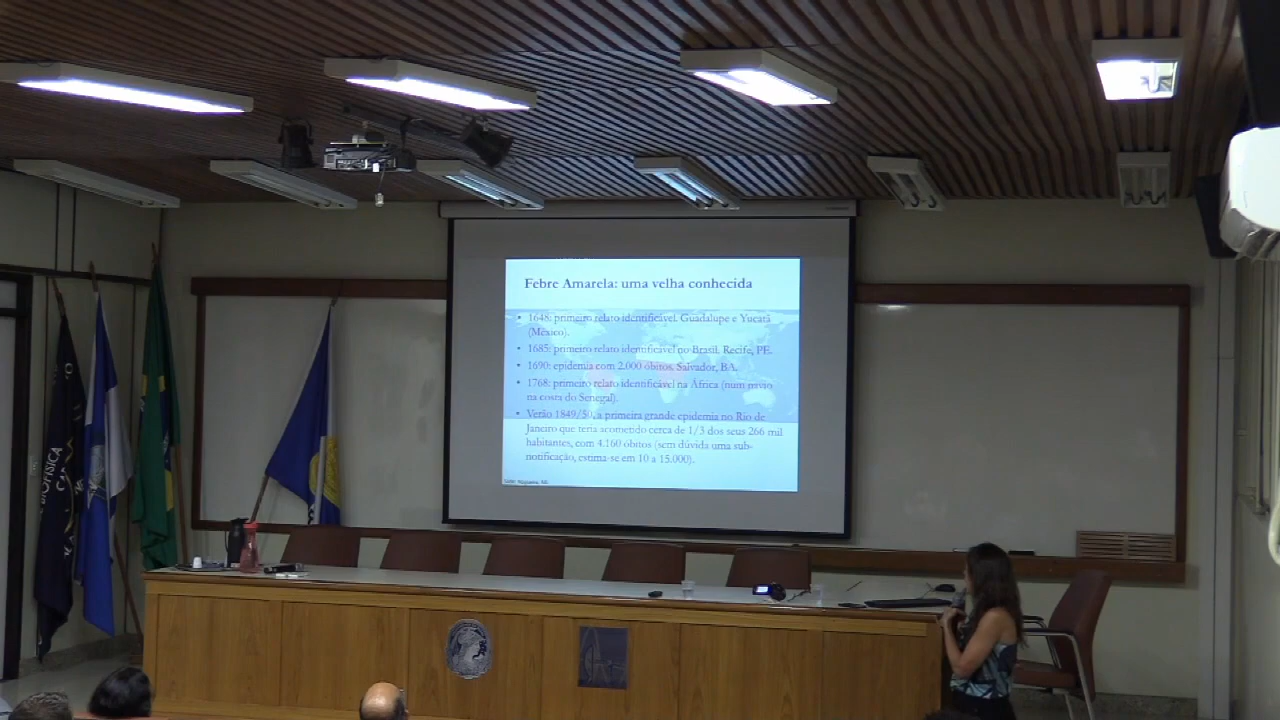 Febre Amarela: uma velha conhecida
• 1648: primeiro relato identificável. Guadalupe e Yucatã
(México).
• 1685: primeiro relato identificável no Brasil. Recife, PE.
• 1690: epidemia com 2.000 óbitos. Salvador, BA.
• 1768: primeiro relato identificável na África (num navio
na costa do Senegal).
• Verão 1849/50, a primeira grande epidemia no Rio de
Janeiro que teria acometido cerca de 1/3 dos seus 266 mil
habitantes, com 4.160 óbitos (sem dúvida uma sub-
notificação, estima-se em 10 a 15.000).
BIOFISICA